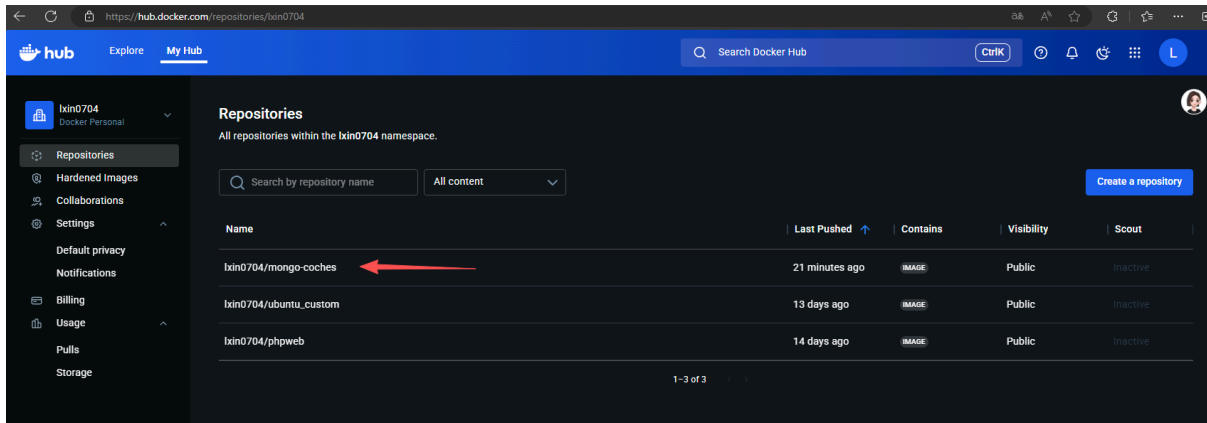 https://hub.docker.com/repositories/lxin0704
hub Explore My Hub Search Docker Hub CtrlK L
lxin0704
Docker Personal
Repositories
Hardened Images
Collaborations
Settings
Default privacy
Notifications
Billing
Usage
Pulls
Storage
Repositories
All repositories within the lxin0704 namespace.
Search by repository name All content Create a repository
Name Last Pushed Contains Visibility Scout
lxin0704/mongo-coches 21 minutes ago IMAGE Public Inactive
lxin0704/ubuntu_custom 13 days ago IMAGE Public Inactive
lxin0704/phpweb 14 days ago IMAGE Public Inactive
1–3 of 3